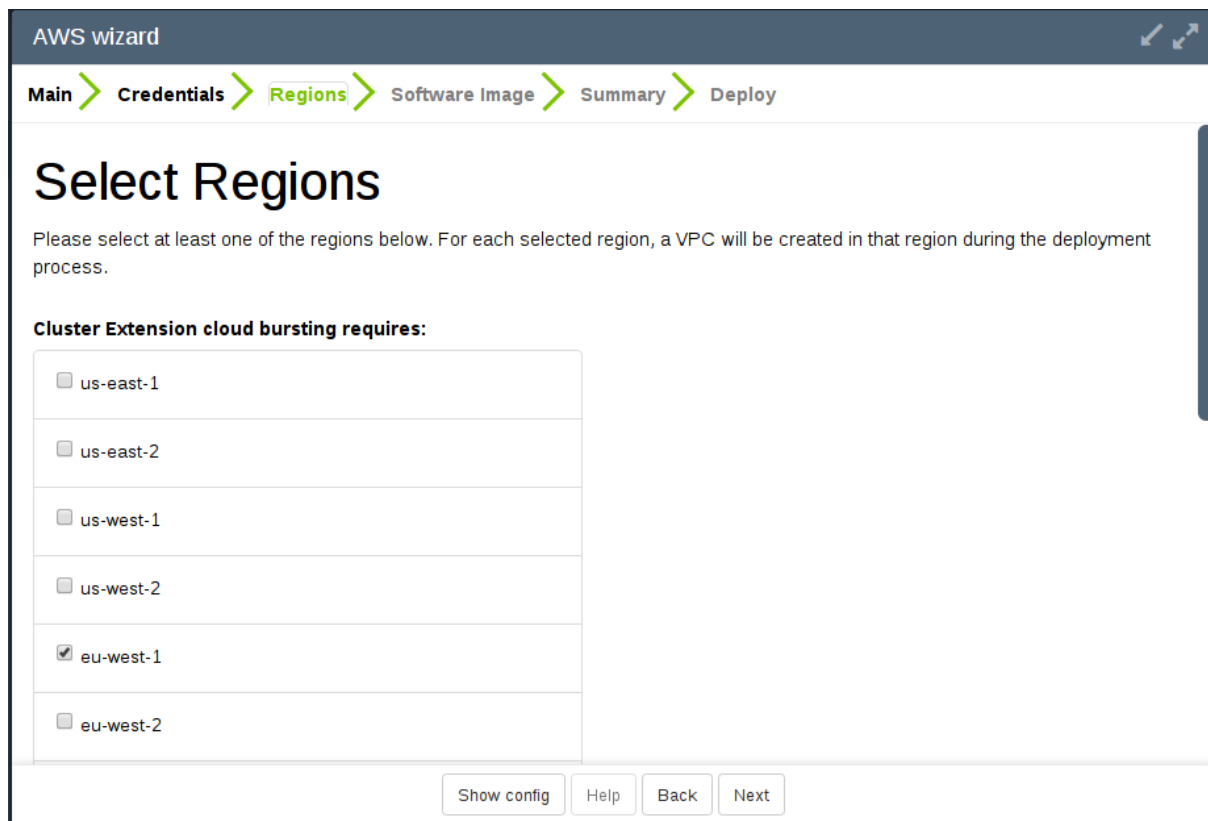 AWS wizard
Main Credentials Regions Software Image Summary Deploy
Select Regions
Please select at least one of the regions below. For each selected region, a VPC will be created in that region during the deployment
process.
Cluster Extension cloud bursting requires:
us-east-1
us-east-2
us-west-1
us-west-2
eu-west-1
eu-west-2
Show config Help Back Next